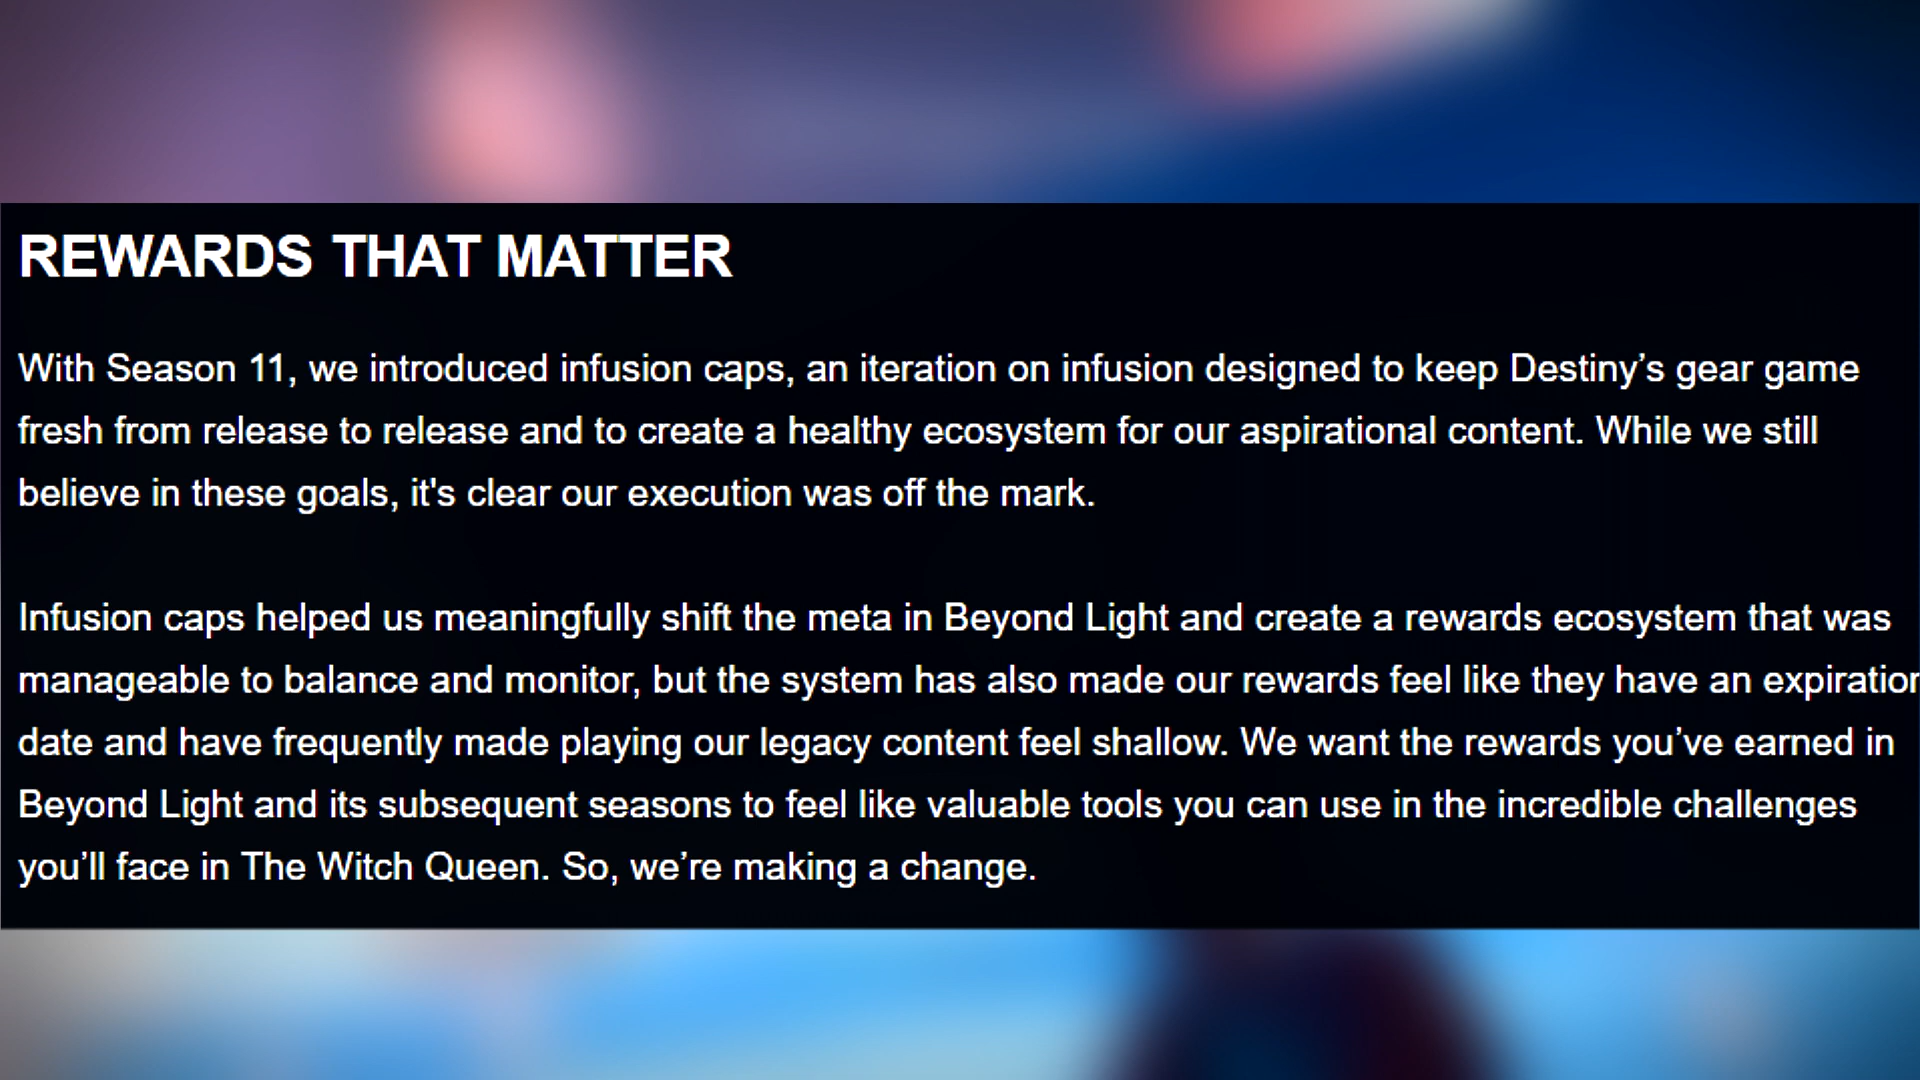 REWARDS THAT MATTER
With Season 11, we introduced infusion caps, an iteration on infusion designed to keep Destiny’s gear game
fresh from release to release and to create a healthy ecosystem for our aspirational content. While we still
believe in these goals, it's clear our execution was off the mark.
Infusion caps helped us meaningfully shift the meta in Beyond Light and create a rewards ecosystem that was
manageable to balance and monitor, but the system has also made our rewards feel like they have an expiration
date and have frequently made playing our legacy content feel shallow. We want the rewards you’ve earned in
Beyond Light and its subsequent seasons to feel like valuable tools you can use in the incredible challenges
you’ll face in The Witch Queen. So, we’re making a change.